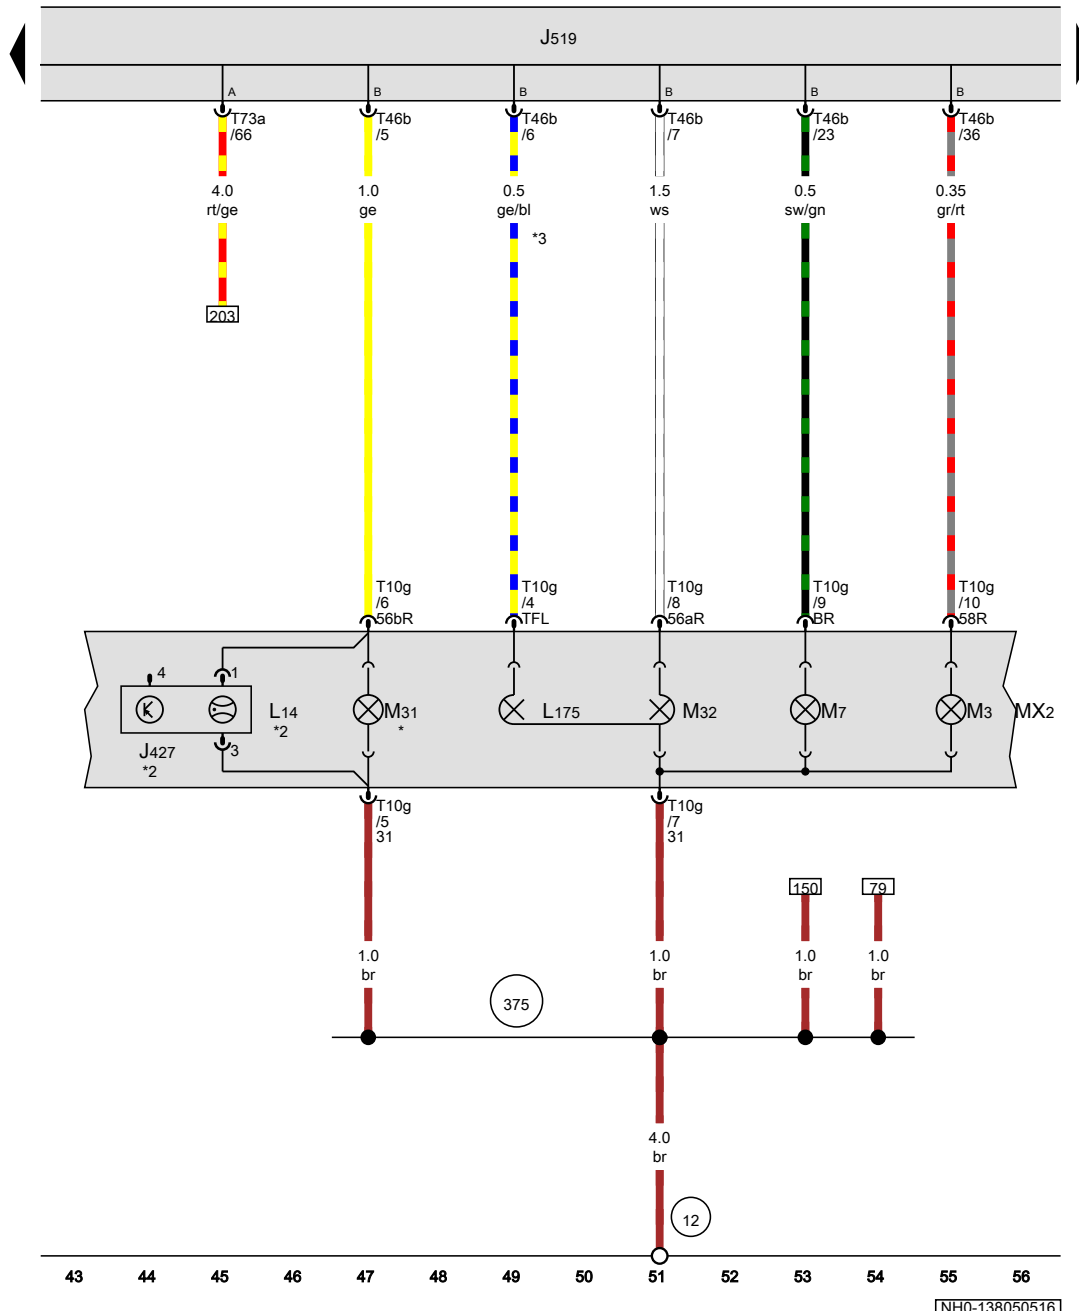 J519
A B B B B B
T73a T46b T46b T46b T46b T46b
/66 /5 /6 /7 /23 /36
4.0 1.0 0.5 1.5 0.5 0.35
rt/ge ge ge/bl ws sw/gn gr/rt
*3
203
T10g T10g T10g T10g T10g
/6 /4 /8 /9 /10
56bR TFL 56aR BR 58R
4 1
L14 M31 L175 M32 M7 M3 MX2
*2 *
J427 3
*2
T10g T10g
/5 /7
31 31
150 79
1.0 1.0 1.0 1.0
br br br br
375
4.0
br
12
43 44 45 46 47 48 49 50 51 52 53 54 55 56
NH0-138050516